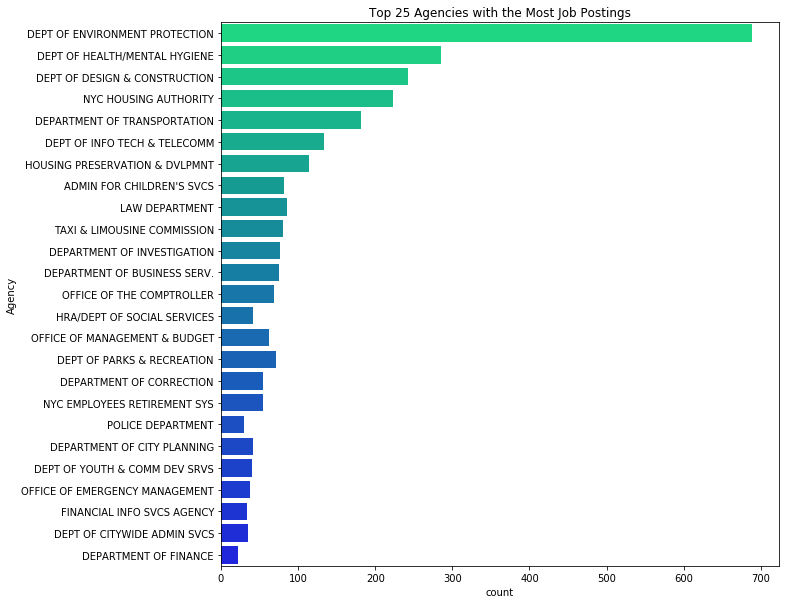 Top 25 Agencies with the Most Job Postings
Agency
DEPT OF ENVIRONMENT PROTECTION
DEPT OF HEALTH/MENTAL HYGIENE
DEPT OF DESIGN & CONSTRUCTION
NYC HOUSING AUTHORITY
DEPARTMENT OF TRANSPORTATION
DEPT OF INFO TECH & TELECOMM
HOUSING PRESERVATION & DVLPMNT
ADMIN FOR CHILDREN'S SVCS
LAW DEPARTMENT
TAXI & LIMOUSINE COMMISSION
DEPARTMENT OF INVESTIGATION
DEPARTMENT OF BUSINESS SERV.
OFFICE OF THE COMPTROLLER
HRA/DEPT OF SOCIAL SERVICES
OFFICE OF MANAGEMENT & BUDGET
DEPT OF PARKS & RECREATION
DEPARTMENT OF CORRECTION
NYC EMPLOYEES RETIREMENT SYS
POLICE DEPARTMENT
DEPARTMENT OF CITY PLANNING
DEPT OF YOUTH & COMM DEV SRVS
OFFICE OF EMERGENCY MANAGEMENT
FINANCIAL INFO SVCS AGENCY
DEPT OF CITYWIDE ADMIN SVCS
DEPARTMENT OF FINANCE
0 100 200 300 400 500 600 700
count